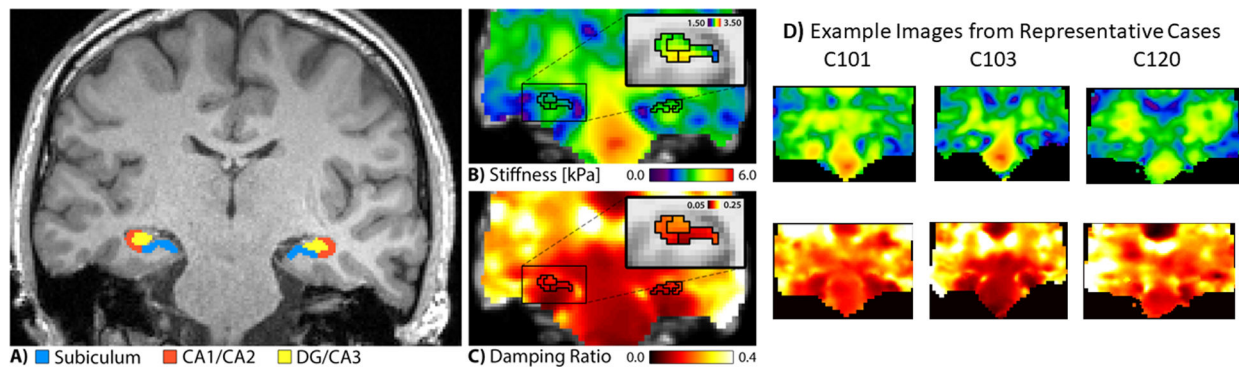 A) Subiculum CA1/CA2 DG/CA3
1.50 3.50
B) Stiffness [kPa] 0.0 6.0
0.05 0.25
C) Damping Ratio 0.0 0.4
D) Example Images from Representative Cases
C101 C103 C120